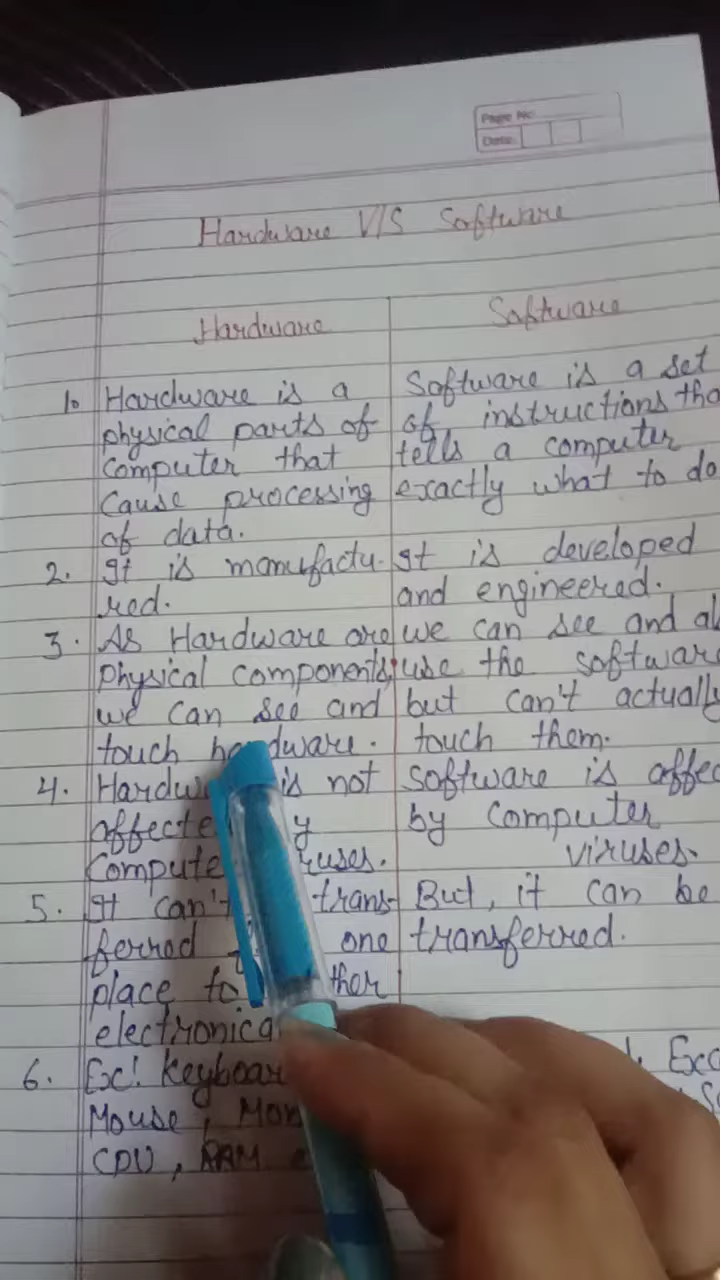 Page No.
Date:
Hardware V/S Software
Hardware
Software
1. Hardware is a
physical parts of
computer that
cause processing
of data.
Software is a set
of instructions
tells a computer
exactly what to do
2. It is manufactu-
red.
It is developed
and engineered.
3. As Hardware are
physical components,
we can see and
touch hardware.
we can see and
use the software
but can't actually
touch them.
4. is not
software is
by computer
viruses.
5. It can't trans-
ferred one
place to
But, it can be
transferred.
6. Ex:
Mouse,
CPU, RAM